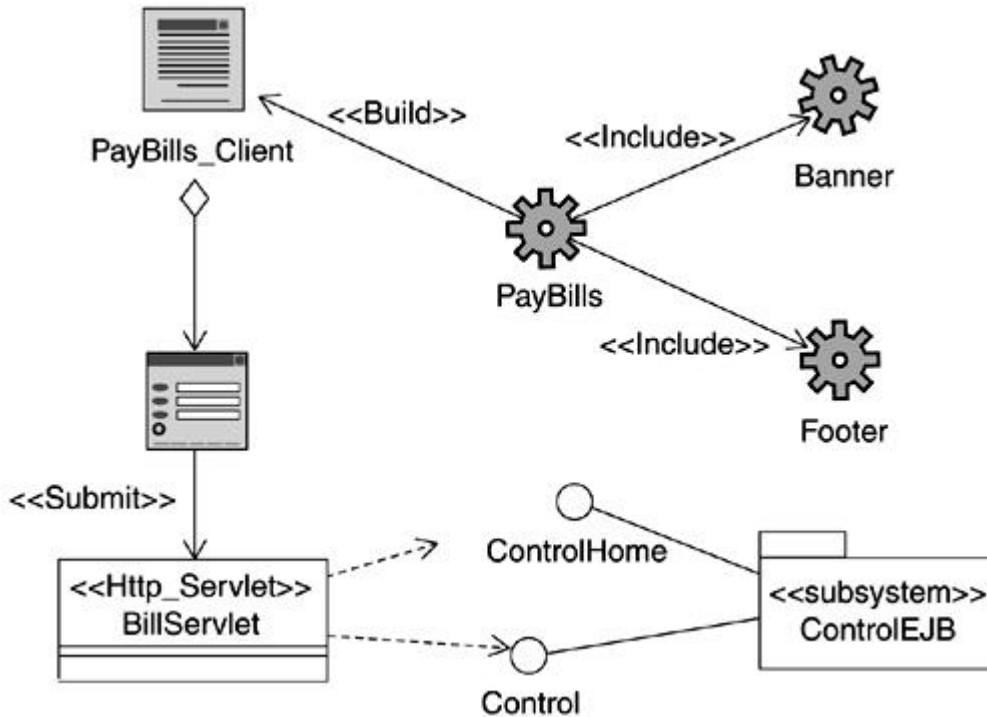 <<Build>>
<<Include>>
PayBills_Client
Banner
PayBills
<<Include>>
Footer
<<Submit>>
ControlHome
<<Http_Servlet>>
BillServlet
<<subsystem>>
ControlEJB
Control